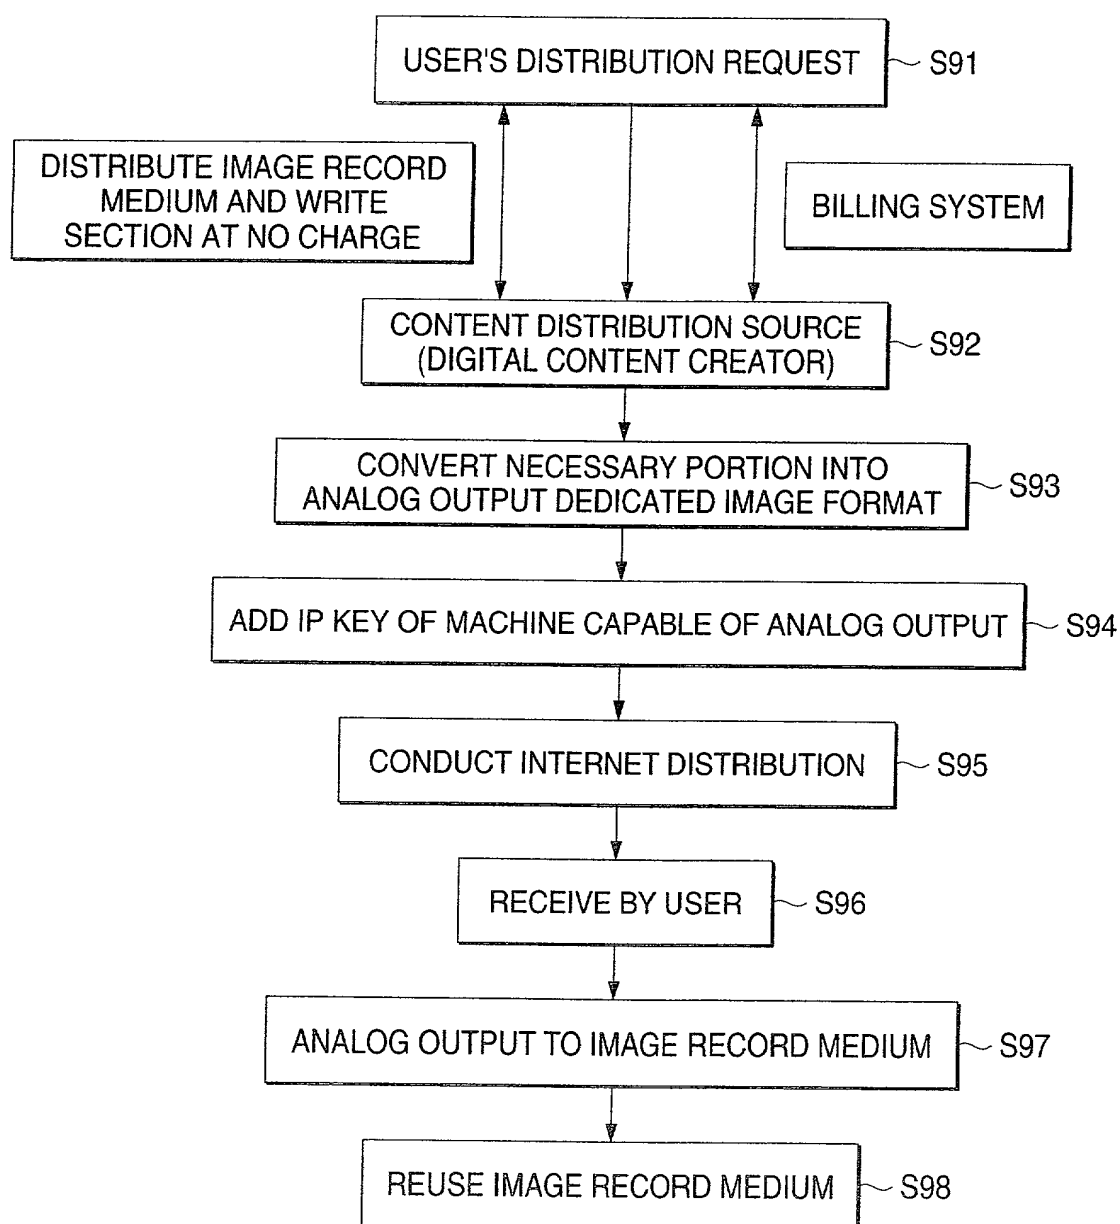 USER'S DISTRIBUTION REQUEST
S91
DISTRIBUTE IMAGE RECORD
MEDIUM AND WRITE
SECTION AT NO CHARGE
BILLING SYSTEM
CONTENT DISTRIBUTION SOURCE
(DIGITAL CONTENT CREATOR)
S92
CONVERT NECESSARY PORTION INTO
ANALOG OUTPUT DEDICATED IMAGE FORMAT
S93
ADD IP KEY OF MACHINE CAPABLE OF ANALOG OUTPUT
S94
CONDUCT INTERNET DISTRIBUTION
S95
RECEIVE BY USER
S96
ANALOG OUTPUT TO IMAGE RECORD MEDIUM
S97
REUSE IMAGE RECORD MEDIUM
S98